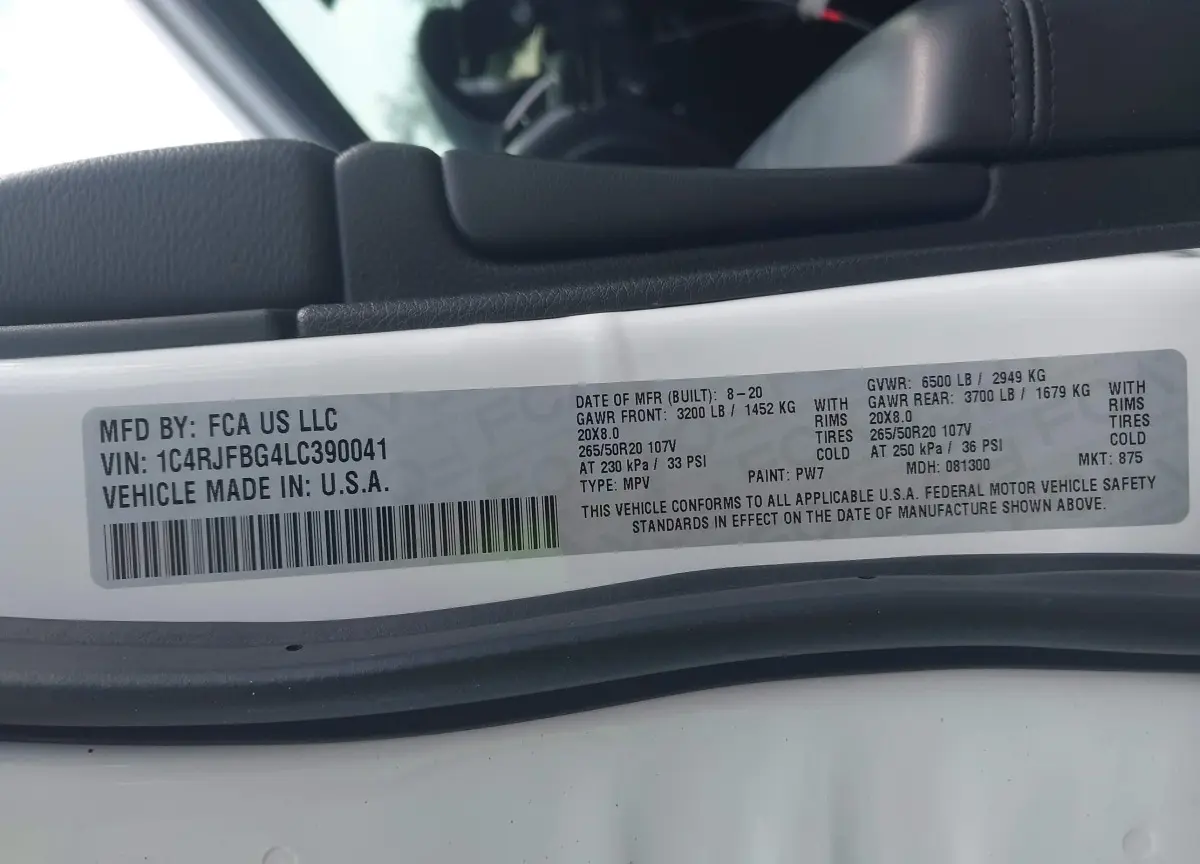 MFD BY: FCA US LLC
VIN: 1C4RJFBG4LC390041
VEHICLE MADE IN: U.S.A.
DATE OF MFR (BUILT): 8-20
GAWR FRONT: 3200 LB / 1452 KG WITH
20X8.0 RIMS
265/50R20 107V TIRES
AT 230 kPa / 33 PSI COLD
GVWR: 6500 LB / 2949 KG
GAWR REAR: 3700 LB / 1679 KG WITH
20X8.0 RIMS
265/50R20 107V TIRES
AT 250 kPa / 36 PSI COLD
TYPE: MPV PAINT: PW7 MDH: 081300 MKT: 875
THIS VEHICLE CONFORMS TO ALL APPLICABLE U.S.A. FEDERAL MOTOR VEHICLE SAFETY
STANDARDS IN EFFECT ON THE DATE OF MANUFACTURE SHOWN ABOVE.